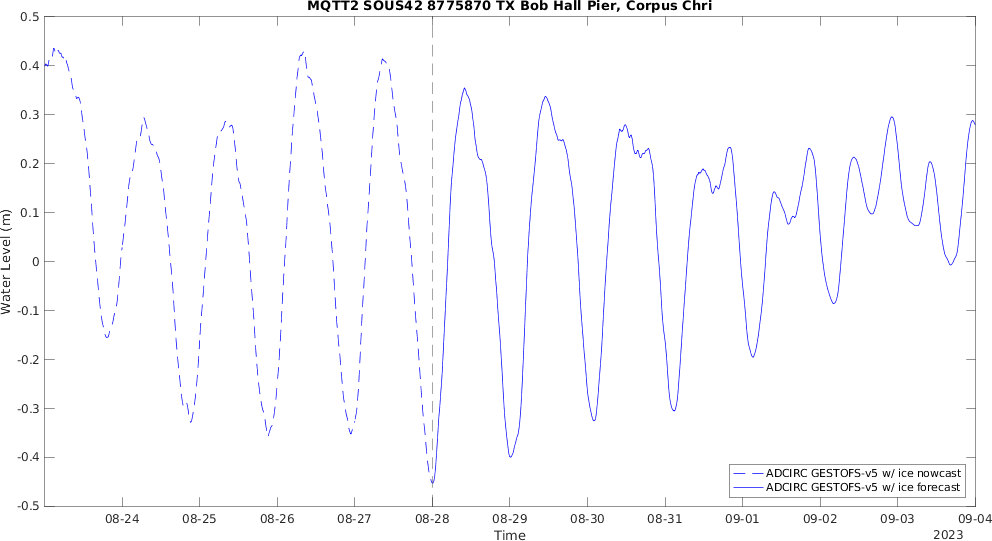 MQTT2 SOUS42 8775870 TX Bob Hall Pier, Corpus Chri
0.5
0.4
0.3
0.2
0.1
0
-0.1
-0.2
-0.3
-0.4
-0.5
Water Level (m)
ADCIRC GESTOFS-v5 w/ ice nowcast
ADCIRC GESTOFS-v5 w/ ice forecast
08-24 08-25 08-26 08-27 08-28 08-29 08-30 08-31 09-01 09-02 09-03 09-04
Time
2023